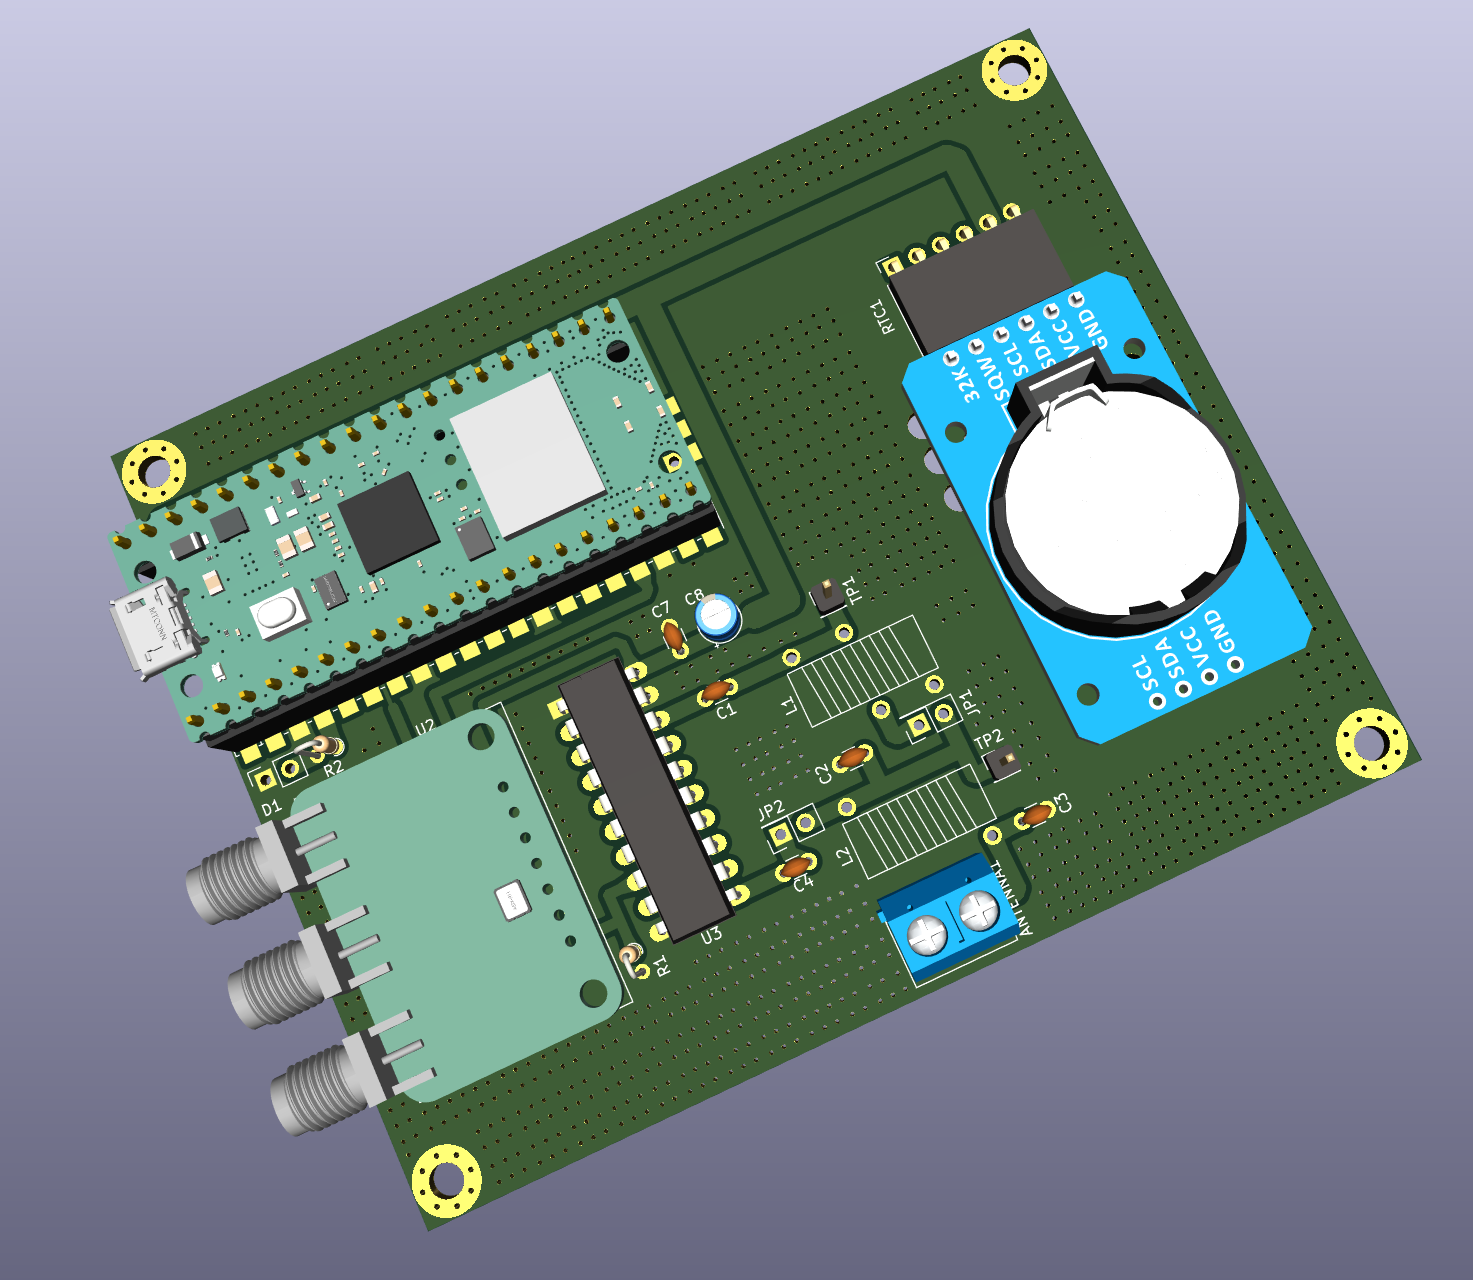 RTC1
32K
SQW
SCL
SDA
VCC
GND
MYCONN
C7
C8
TP1
L1
C1
JP1
U2
R2
D1
TP2
C2
C3
JP2
L2
C4
SCL
SDA
VCC
GND
ANTENNA1
U3
R1
+